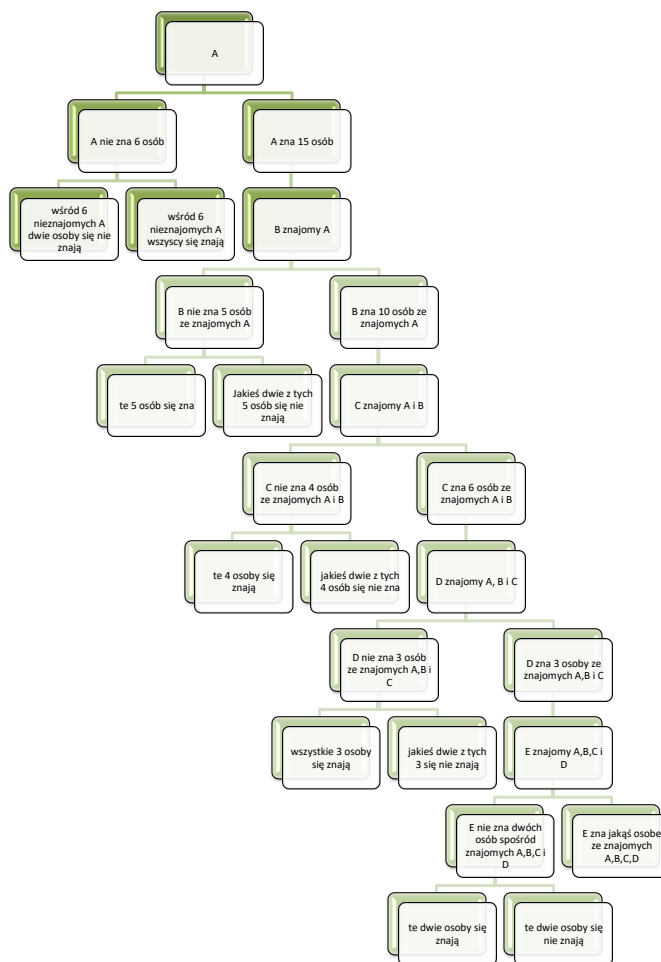 A
A nie zna 6 osób
A zna 15 osób
wśród 6
nieznajomych A
dwie osoby się nie
znają
wśród 6
nieznajomych A
wszyscy się znają
B znajomy A
B nie zna 5 osób
ze znajomych A
B zna 10 osób ze
znajomych A
te 5 osób się zna
Jakieś dwie z tych
5 osób się nie
znają
C znajomy A i B
C nie zna 4 osób
ze znajomych A i B
C zna 6 osób ze
znajomych A i B
te 4 osoby się
znają
jakieś dwie z tych
4 osób się nie zna
D znajomy A, B i C
D nie zna 3 osób
ze znajomych A,B i
C
D zna 3 osoby ze
znajomych A,B i C
wszystkie 3 osoby
się znają
jakieś dwie z tych
3 się nie znają
E znajomy A,B,C i
D
E nie zna dwóch
osób spośród
znajomych A,B,C i
D
E zna jakąś osobe
ze znajomych
A,B,C,D
te dwie osoby się
znają
te dwie osoby się
nie znają